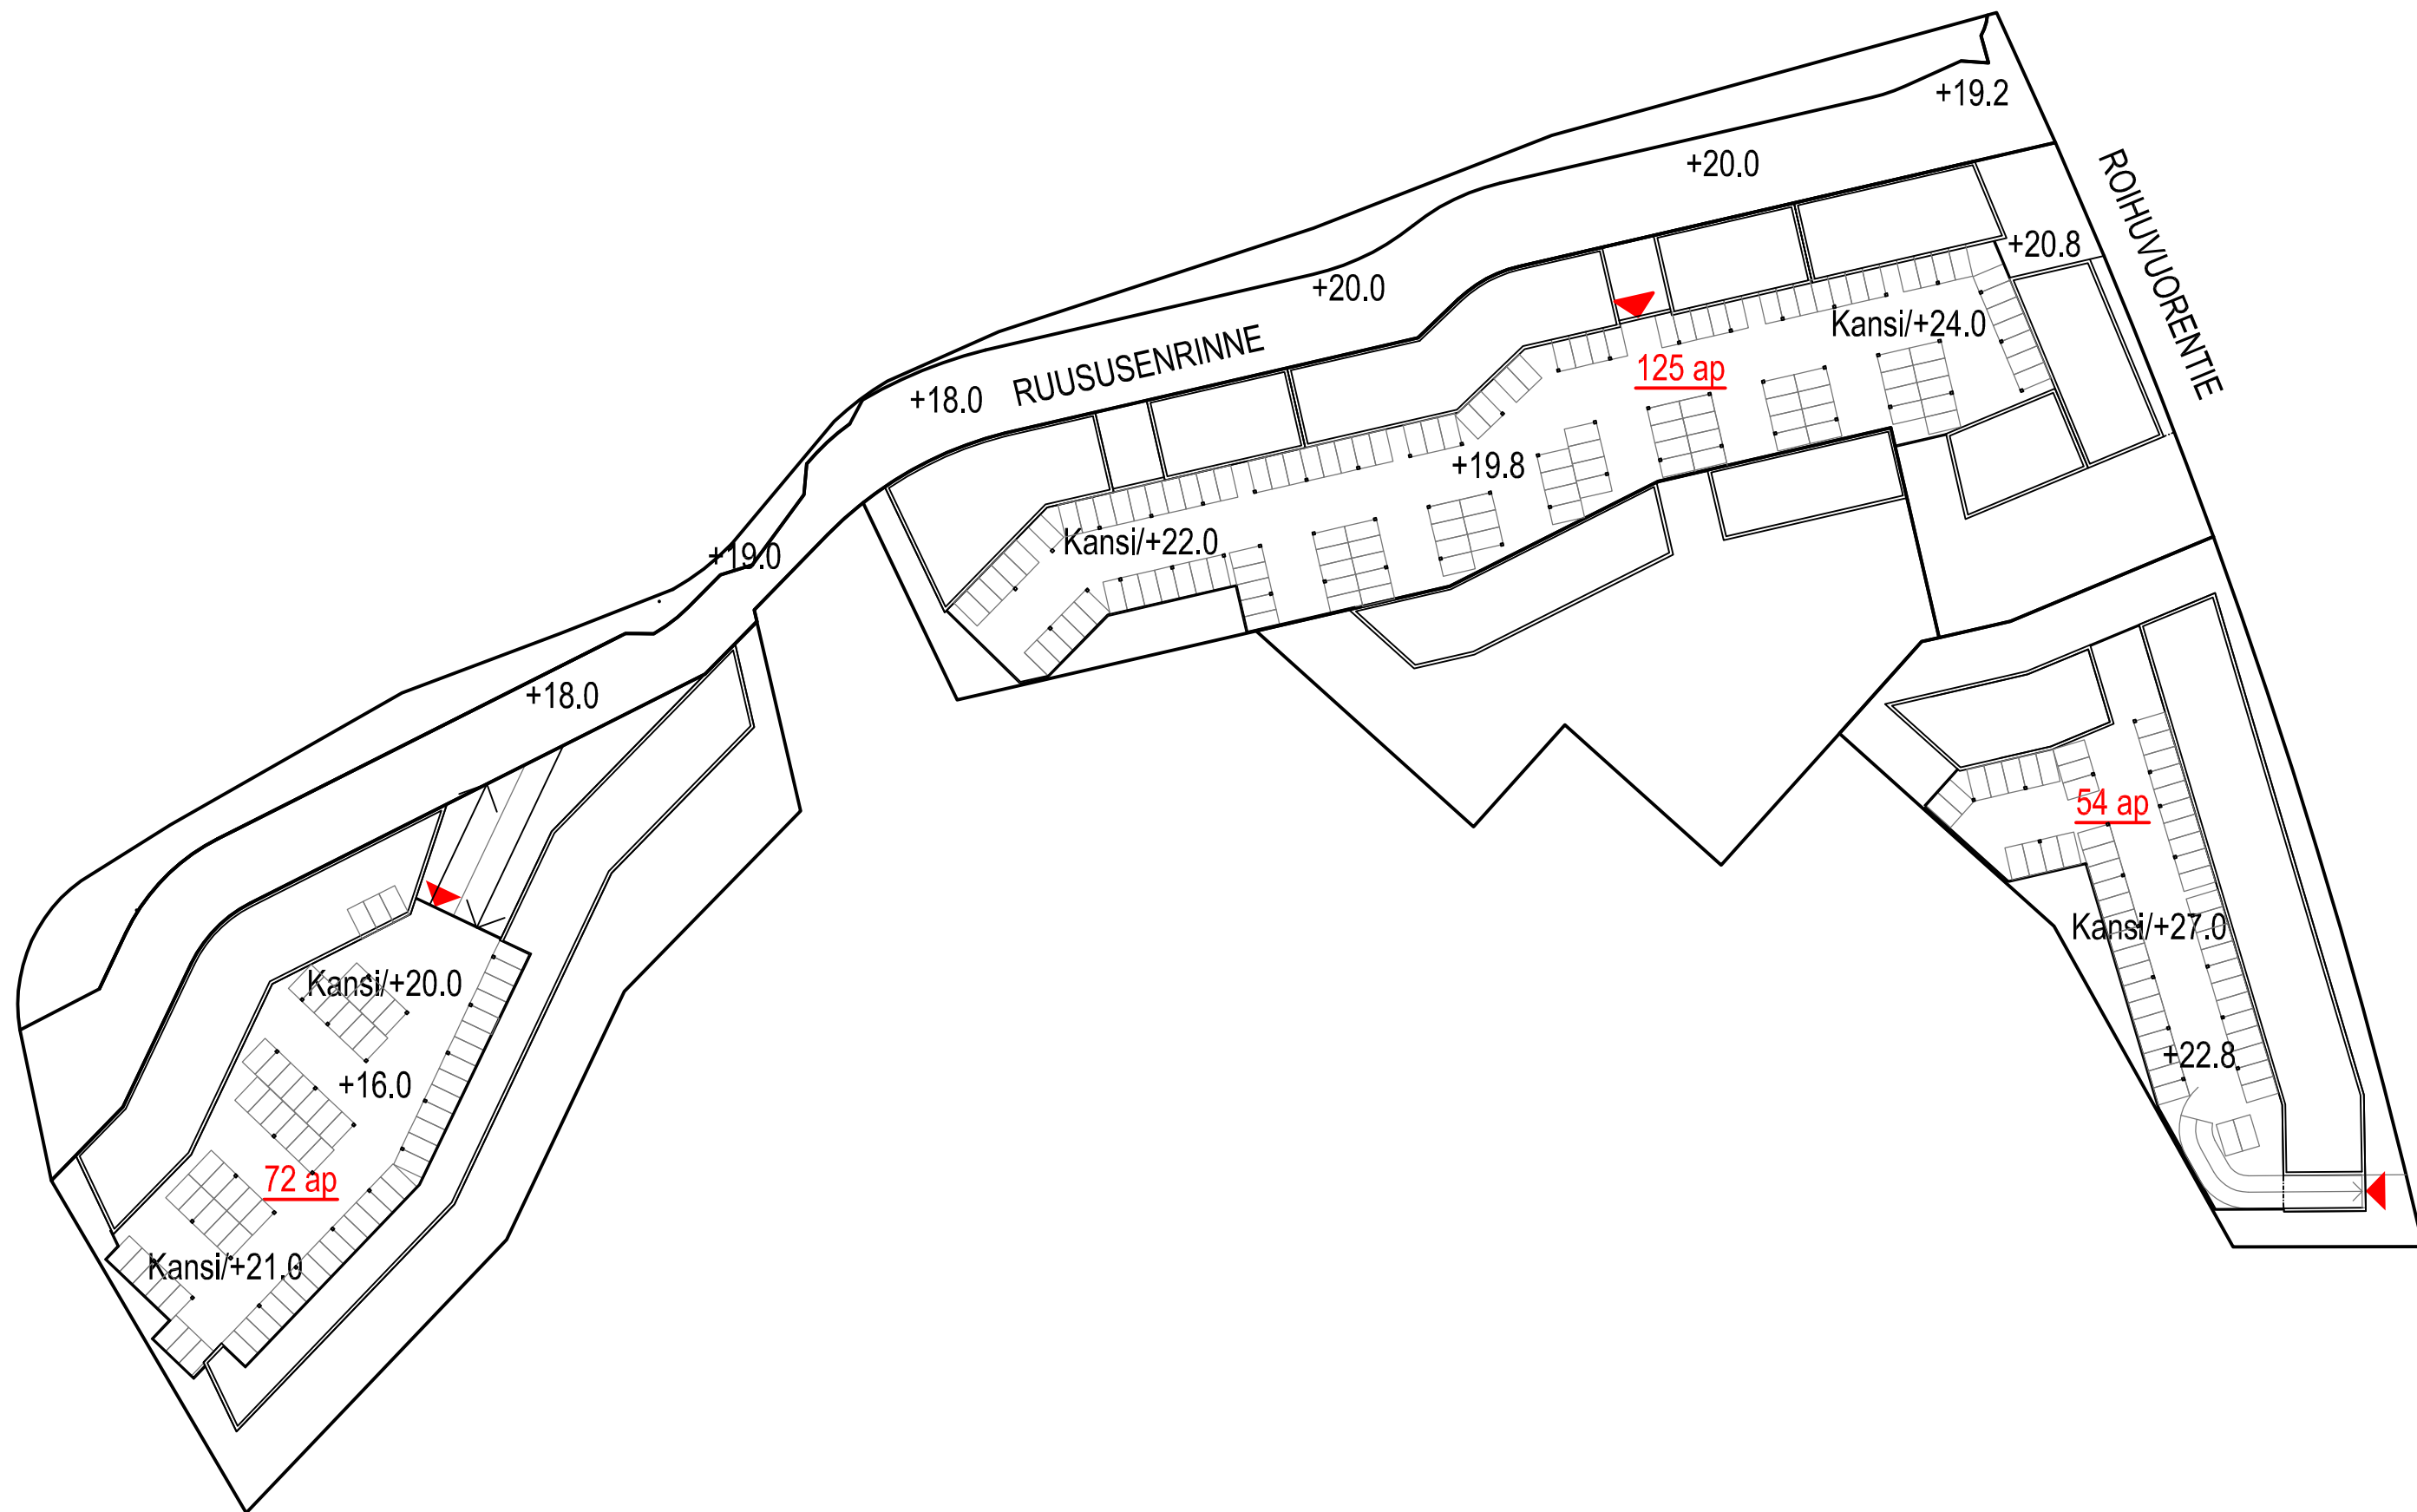 +19.2
ROIHUVUORENTIE
+20.0
+20.8
+20.0
Kansi/+24.0
RUUSUSENRINNE
125 ap
+18.0
+19.8
Kansi/+22.0
+19.0
+18.0
54 ap
Kansi/+27.0
Kansi/+20.0
+22.8
+16.0
72 ap
Kansi/+21.0